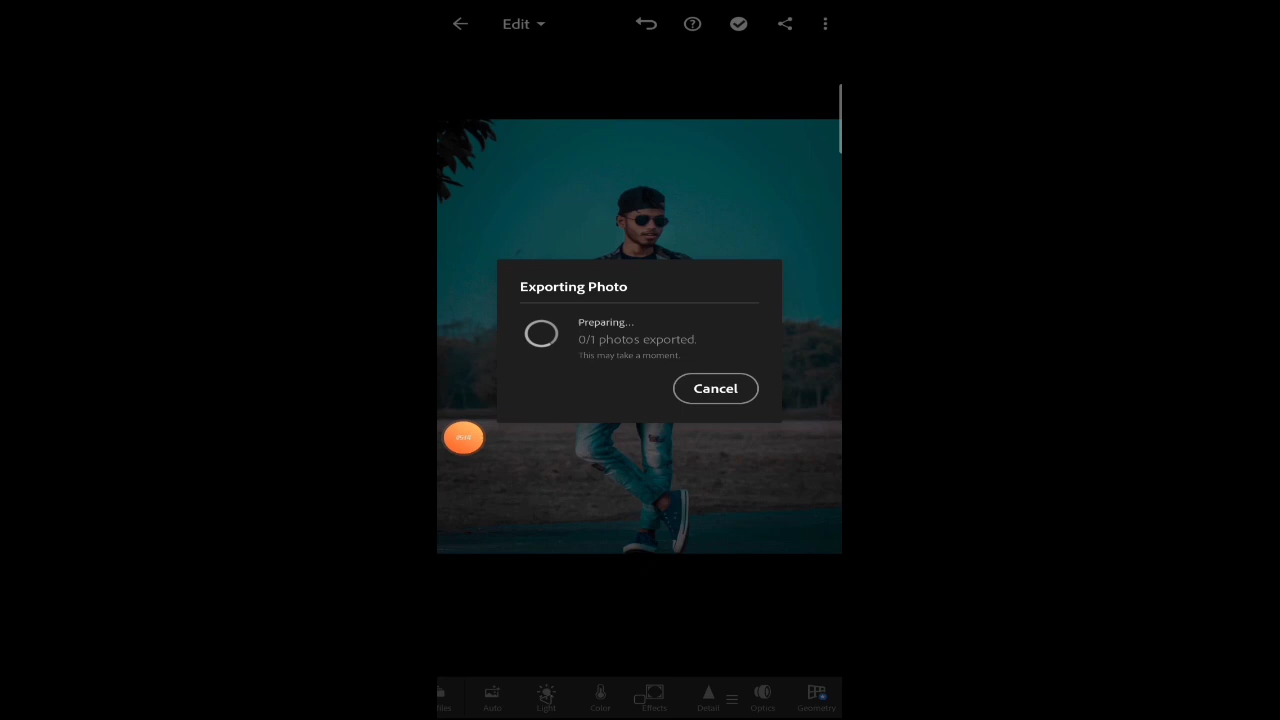 Edit
Exporting Photo
Preparing...
0/1 photos exported.
This may take a moment.
Cancel
Auto
Light
Color
Effects
Detail
Optics
Geometry